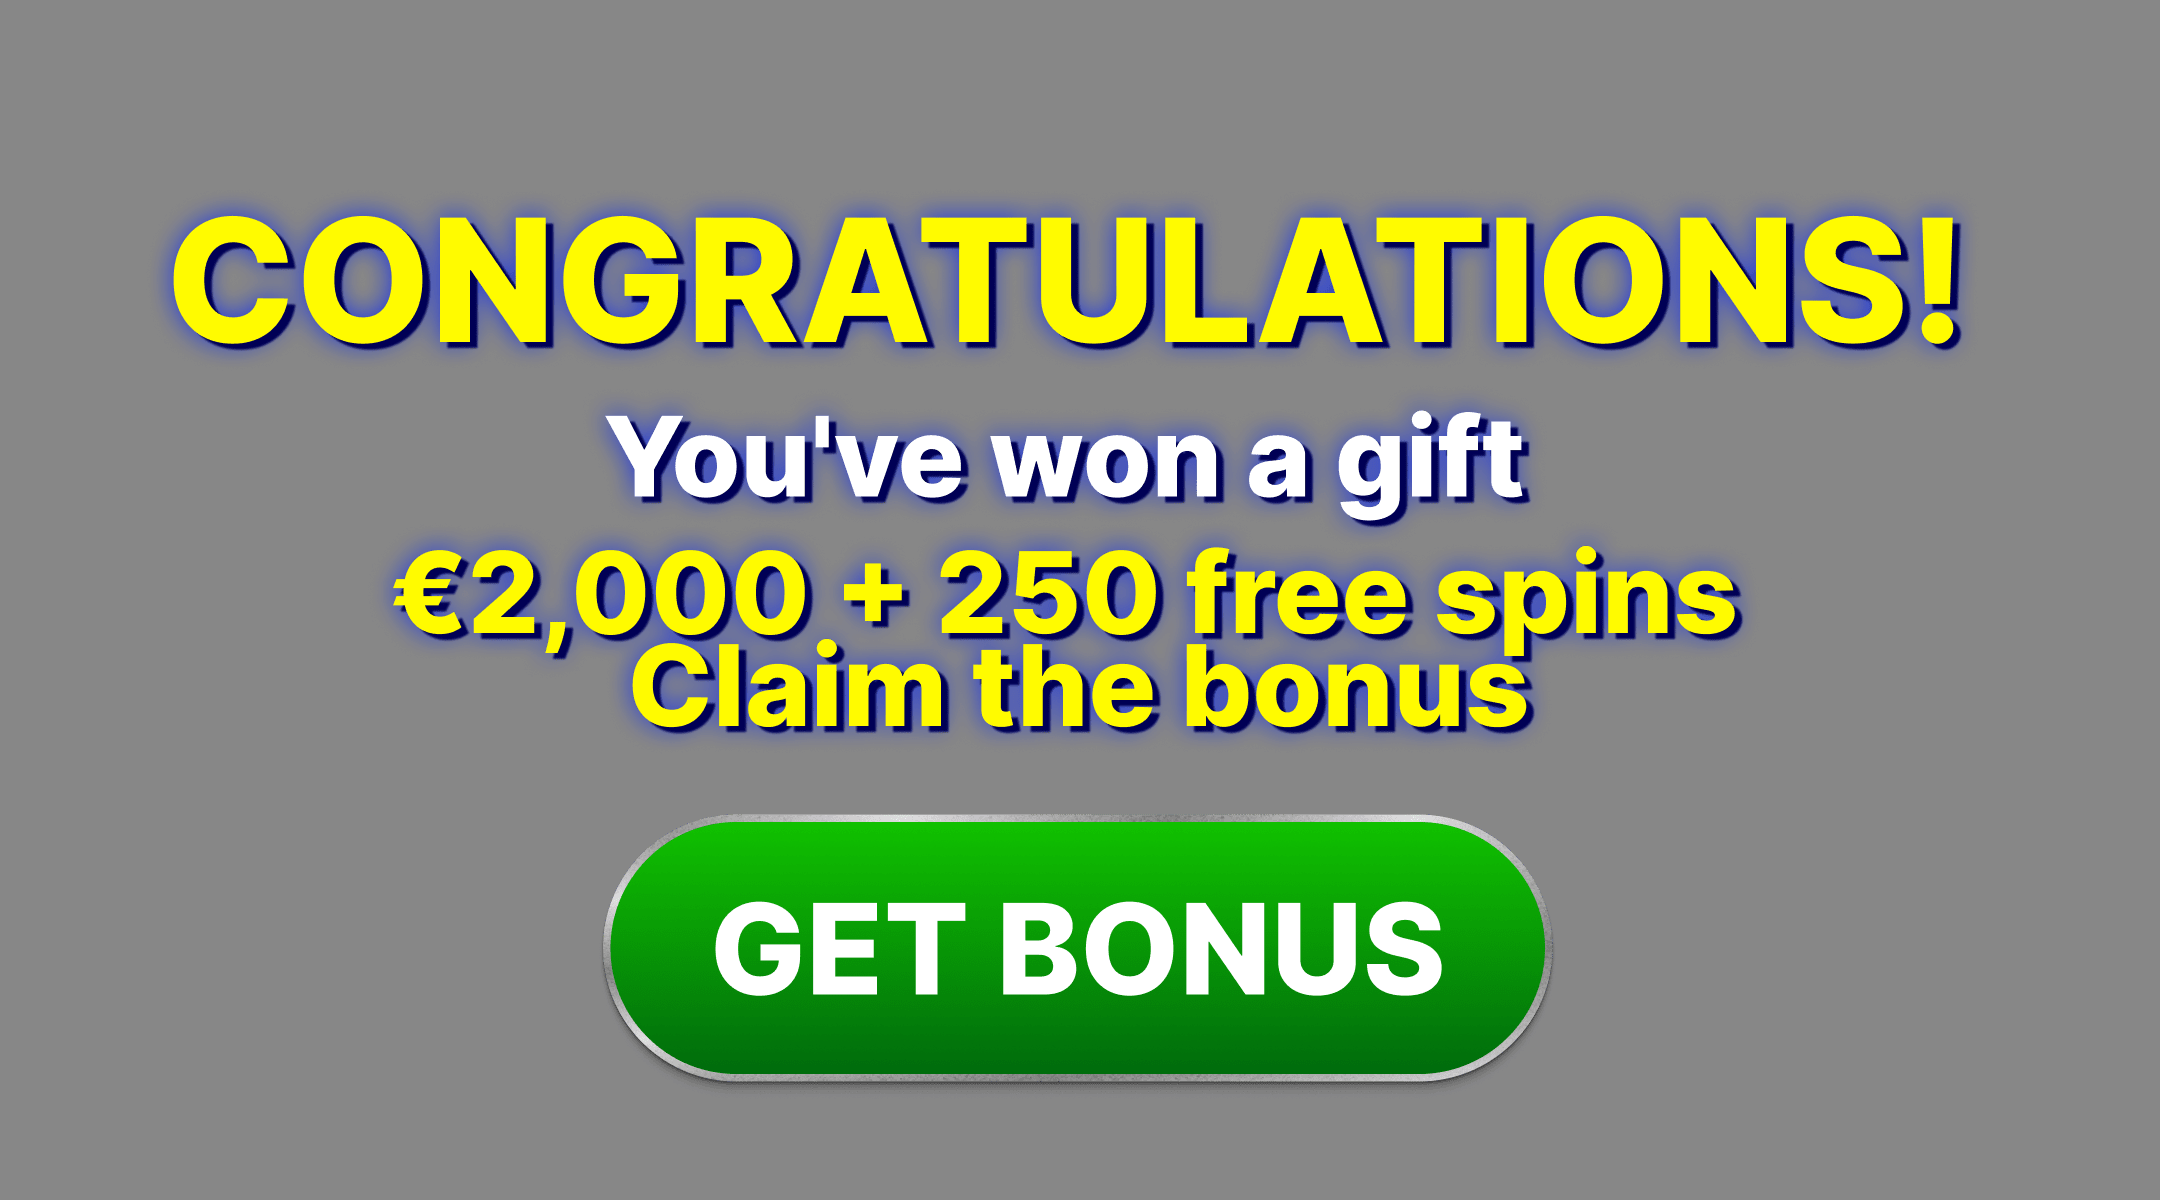 CONGRATULATIONS!
You've won a gift
€2,000 + 250 free spins
Claim the bonus
GET BONUS